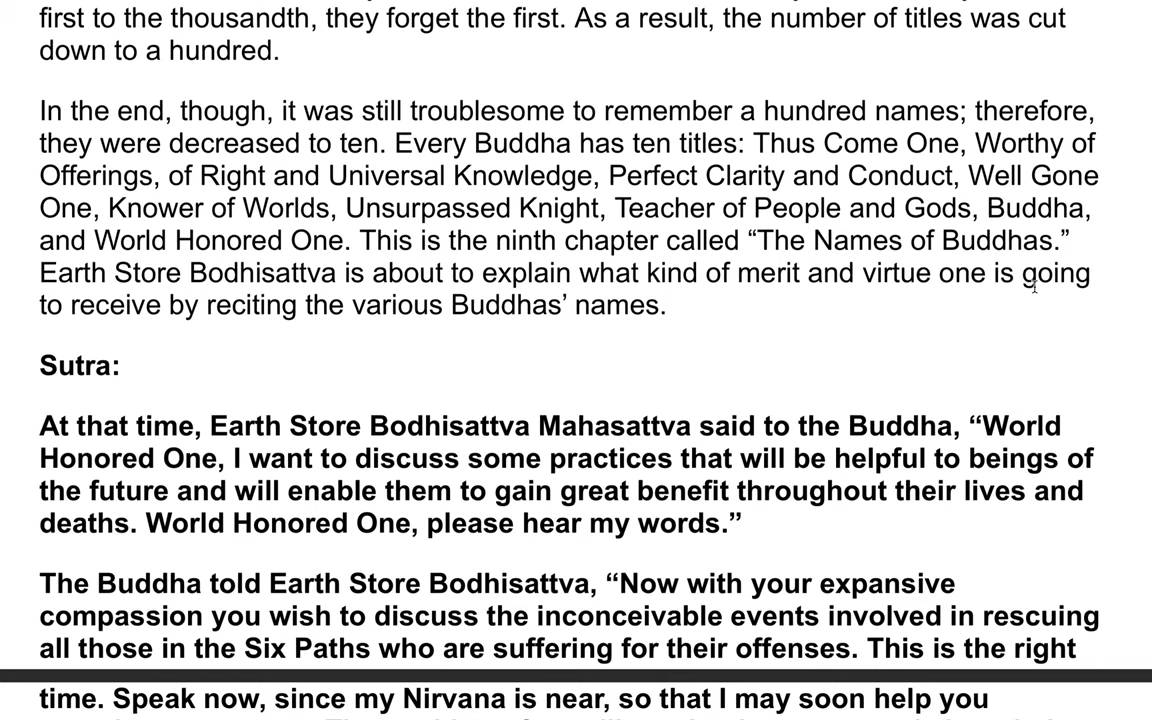 first to the thousandth, they forget the first. As a result, the number of titles was cut
down to a hundred.
In the end, though, it was still troublesome to remember a hundred names; therefore,
they were decreased to ten. Every Buddha has ten titles: Thus Come One, Worthy of
Offerings, of Right and Universal Knowledge, Perfect Clarity and Conduct, Well Gone
One, Knower of Worlds, Unsurpassed Knight, Teacher of People and Gods, Buddha,
and World Honored One. This is the ninth chapter called “The Names of Buddhas.”
Earth Store Bodhisattva is about to explain what kind of merit and virtue one is going
to receive by reciting the various Buddhas’ names.
Sutra:
At that time, Earth Store Bodhisattva Mahasattva said to the Buddha, “World
Honored One, I want to discuss some practices that will be helpful to beings of
the future and will enable them to gain great benefit throughout their lives and
deaths. World Honored One, please hear my words.”
The Buddha told Earth Store Bodhisattva, “Now with your expansive
compassion you wish to discuss the inconceivable events involved in rescuing
all those in the Six Paths who are suffering for their offenses. This is the right
time. Speak now, since my Nirvana is near, so that I may soon help you